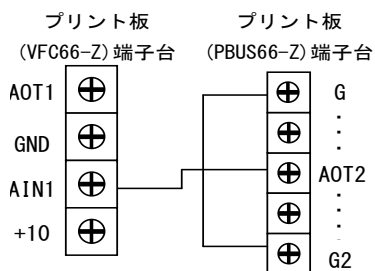 プリント板
(VFC66-Z)端子台
AOT1
GND
AIN1
+10
プリント板
(PBUS66-Z)端子台
G
AOT2
G2